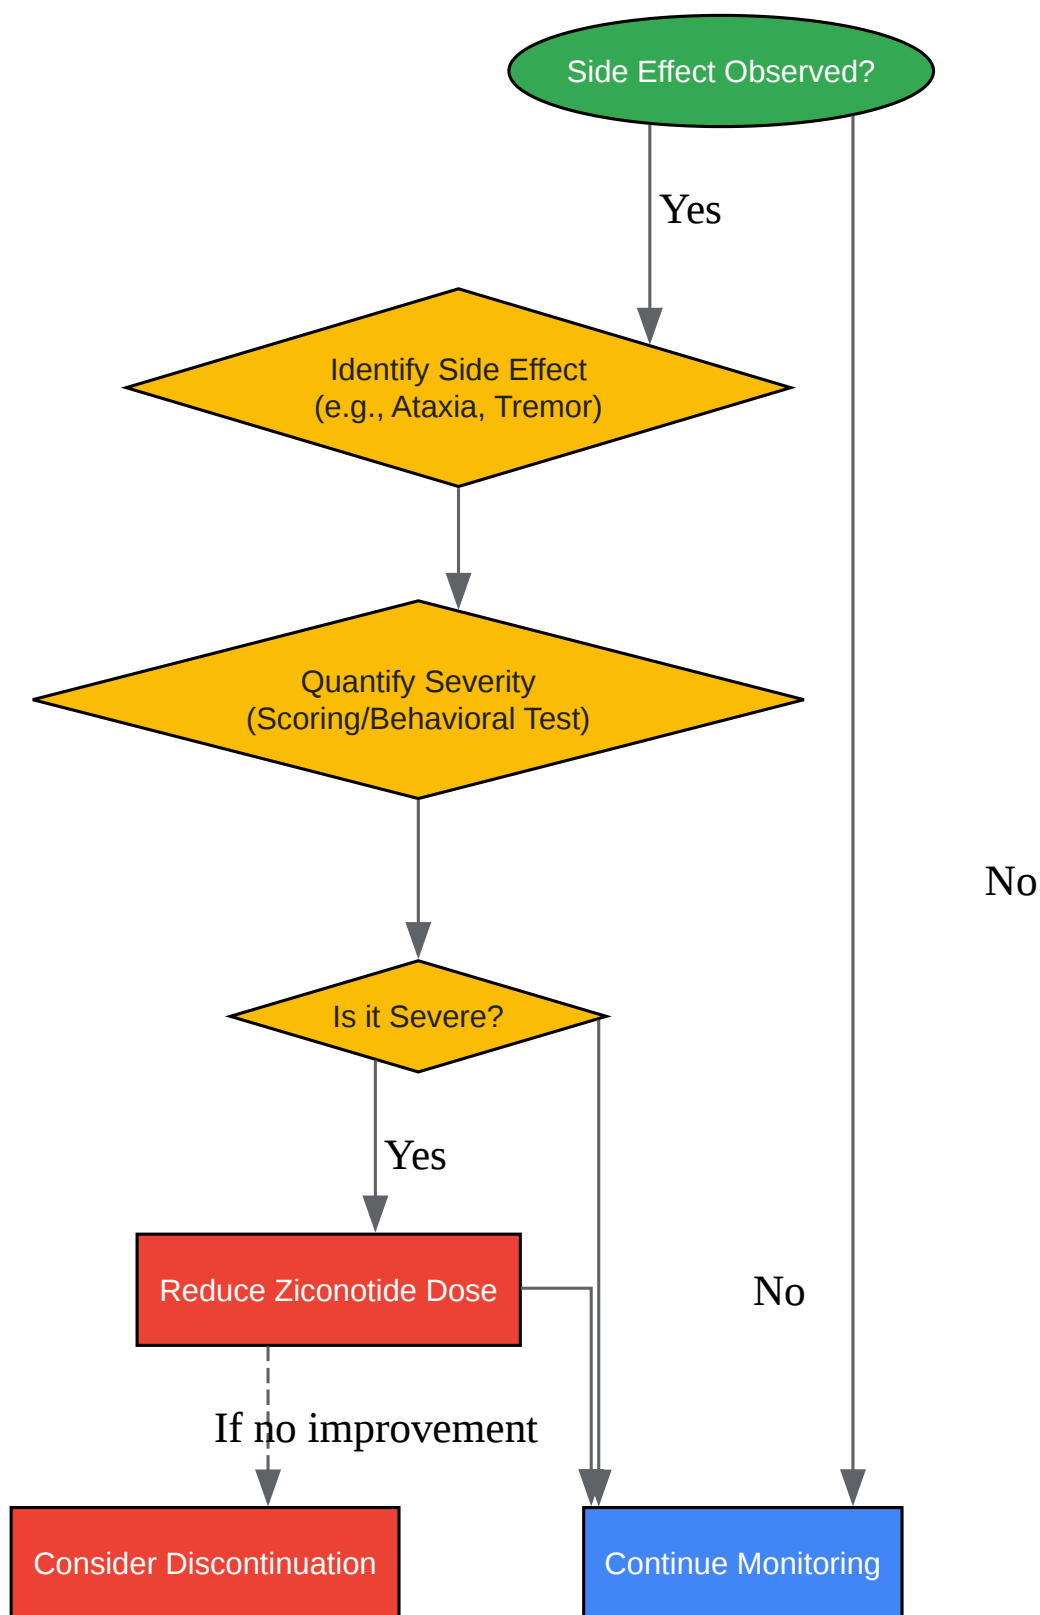 Side Effect Observed?
Yes
Identify Side Effect
(e.g., Ataxia, Tremor)
Quantify Severity
(Scoring/Behavioral Test)
No
Is it Severe?
Yes
Reduce Ziconotide Dose
No
If no improvement
Consider Discontinuation
Continue Monitoring